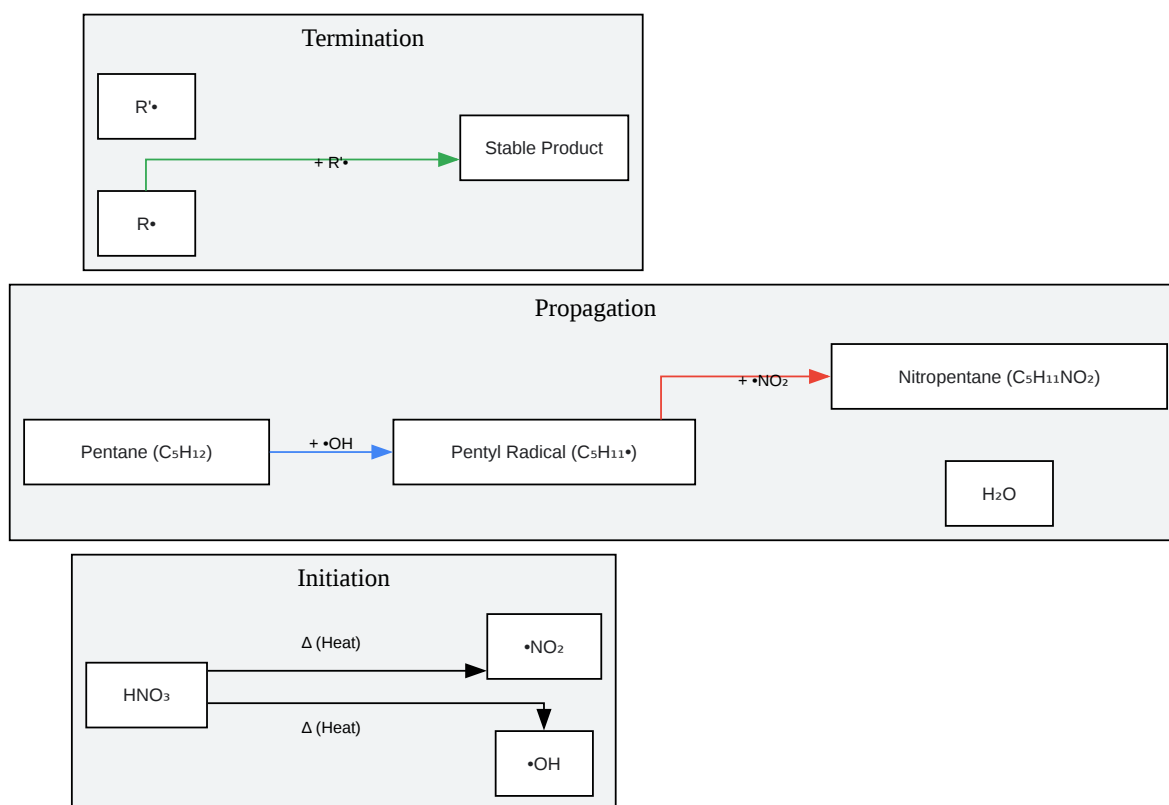 Termination
R'•
+ R'•
Stable Product
R•
Propagation
Nitropentane (C₅H₁₁NO₂)
+ •NO₂
Pentane (C₅H₁₂)
+ •OH
Pentyl Radical (C₅H₁₁•)
H₂O
Initiation
•NO₂
Δ (Heat)
HNO₃
Δ (Heat)
•OH